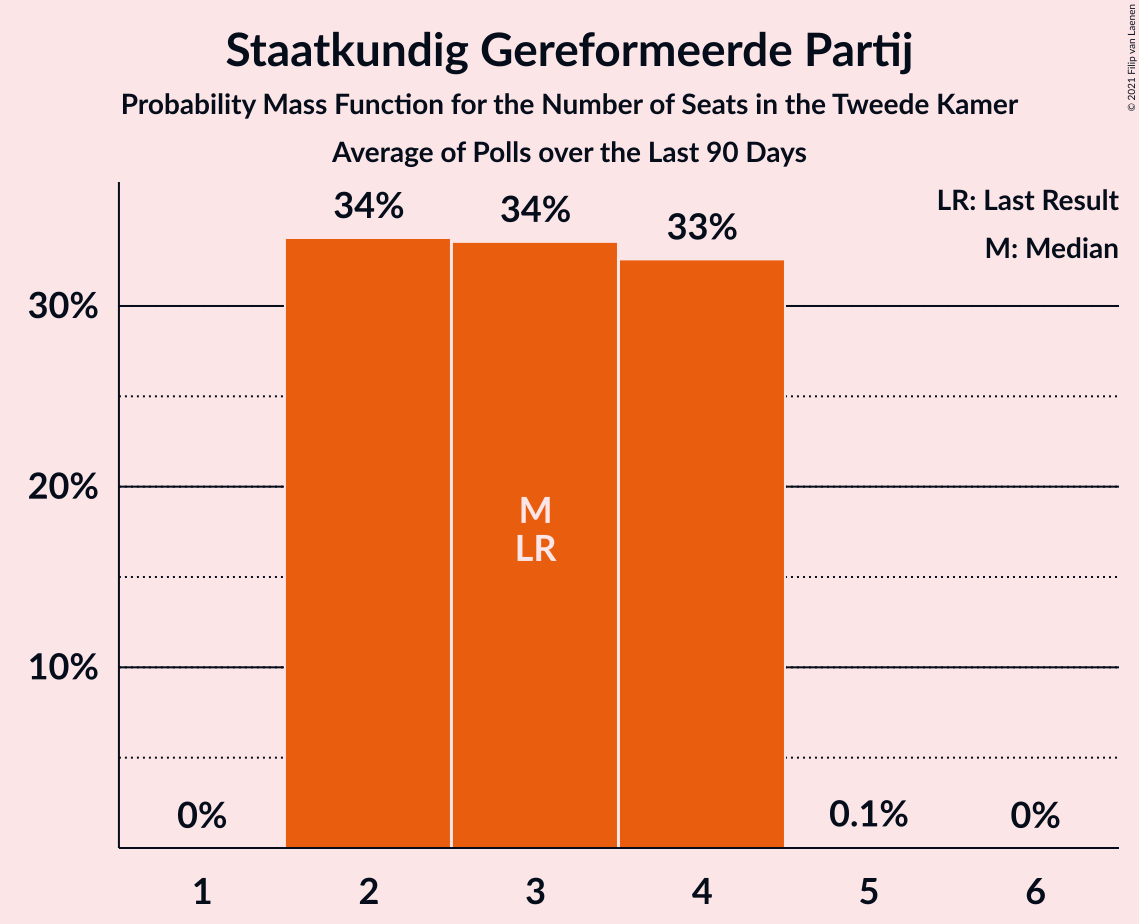 Staatkundig Gereformeerde Partij
Probability Mass Function for the Number of Seats in the Tweede Kamer
Average of Polls over the Last 90 Days
© 2021 Filip van Laenen
LR: Last Result
M: Median
34%
34%
33%
30%
20%
10%
M
LR
0%
0.1%
0%
1
2
3
4
5
6